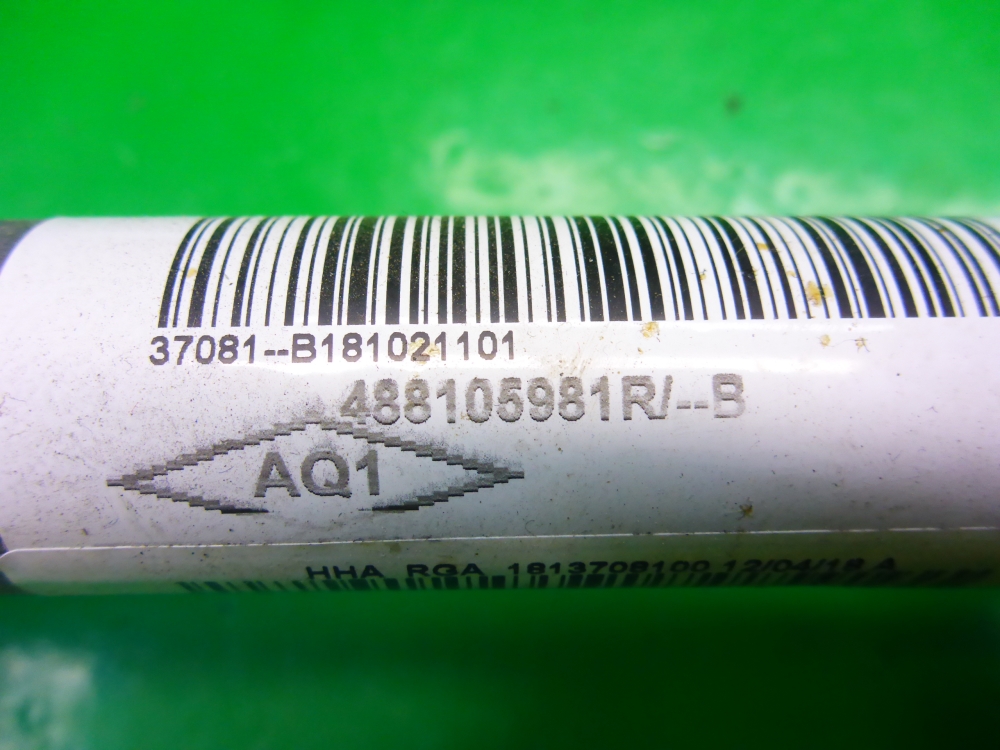 37081--B181021101
488105981R/--B
AQ1
HHA RGA 1813708100 12/04/18 A